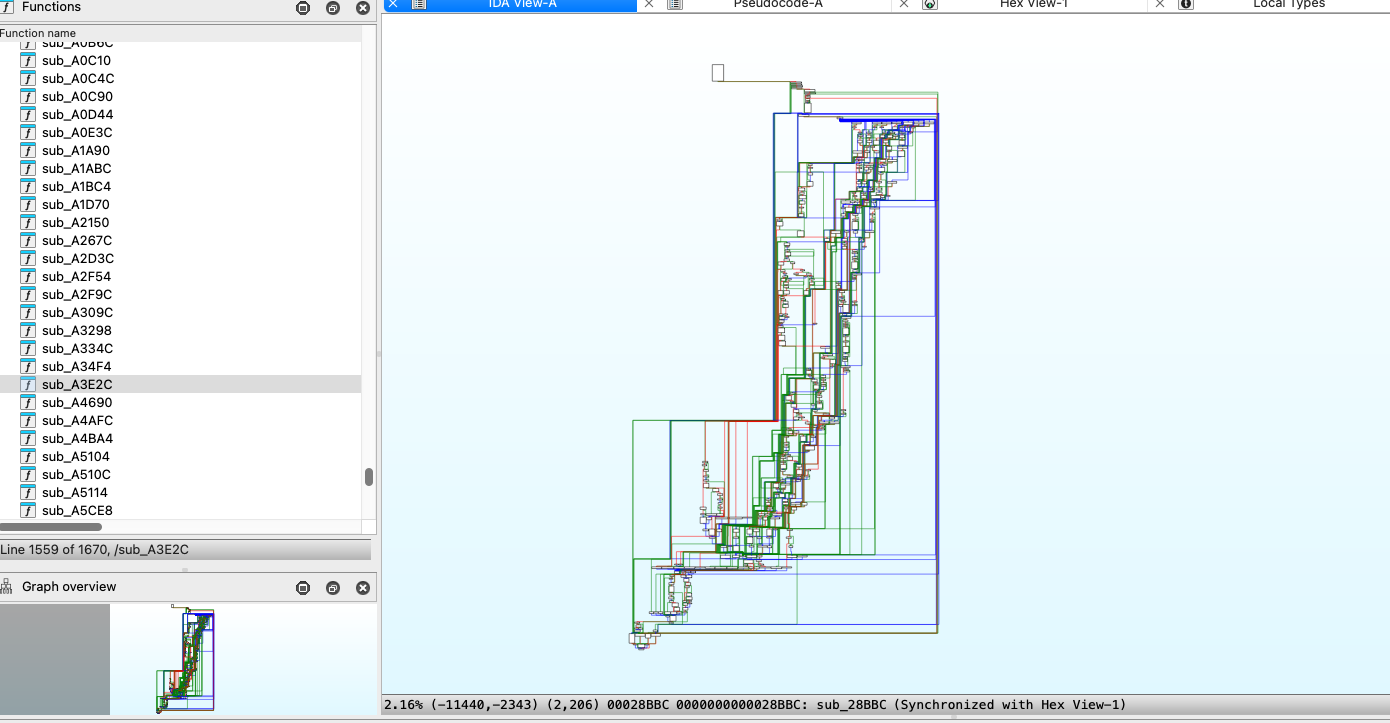 Functions
IDA View-A
Pseudocode-A
Hex View-1
Local Types
Function name
sub_A0B6C
sub_A0C10
sub_A0C4C
sub_A0C90
sub_A0D44
sub_A0E3C
sub_A1A90
sub_A1ABC
sub_A1BC4
sub_A1D70
sub_A2150
sub_A267C
sub_A2D3C
sub_A2F54
sub_A2F9C
sub_A309C
sub_A3298
sub_A334C
sub_A34F4
sub_A3E2C
sub_A4690
sub_A4AFC
sub_A4BA4
sub_A5104
sub_A510C
sub_A5114
sub_A5CE8
Line 1559 of 1670, /sub_A3E2C
Graph overview
2.16% (-11440,-2343) (2,206) 00028BBC 0000000000028BBC: sub_28BBC (Synchronized with Hex View-1)